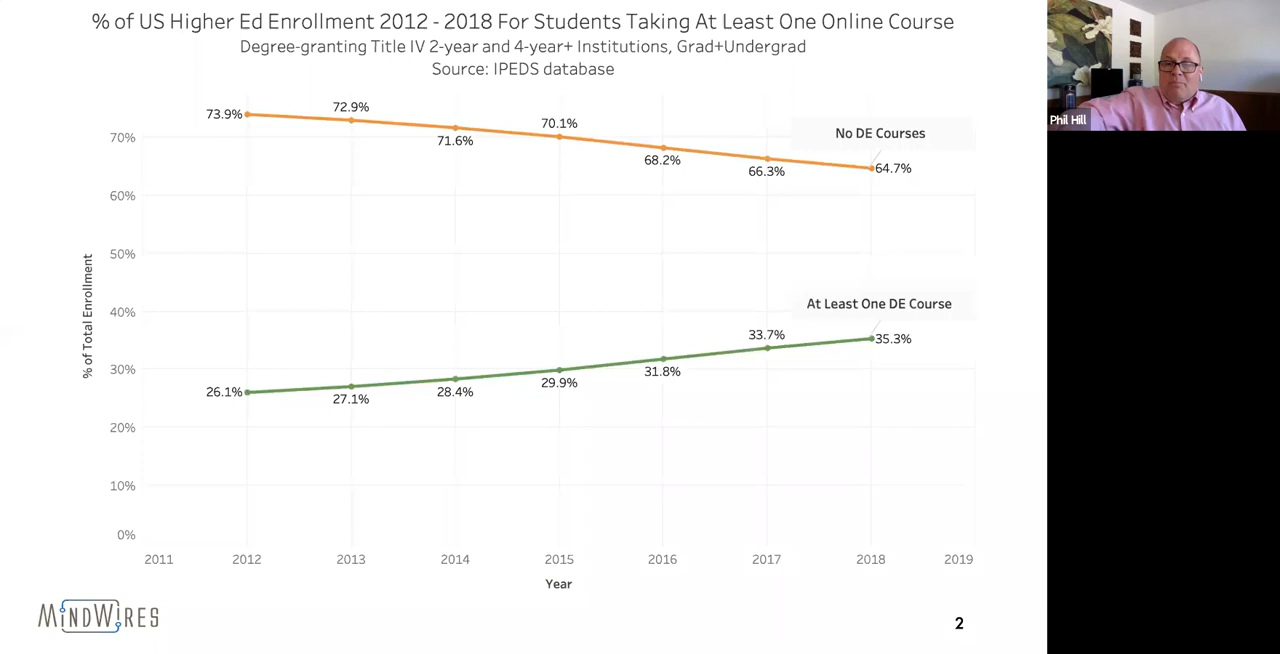 % of US Higher Ed Enrollment 2012 - 2018 For Students Taking At Least One Online Course
Degree-granting Title IV 2-year and 4-year+ Institutions, Grad+Undergrad
Source: IPEDS database
73.9%
72.9%
71.6%
70.1%
68.2%
66.3%
64.7%
No DE Courses
At Least One DE Course
26.1%
27.1%
28.4%
29.9%
31.8%
33.7%
35.3%
% of Total Enrollment
70%
60%
50%
40%
30%
20%
10%
0%
2011 2012 2013 2014 2015 2016 2017 2018 2019
Year
MINDWIRES
2
Phil Hill